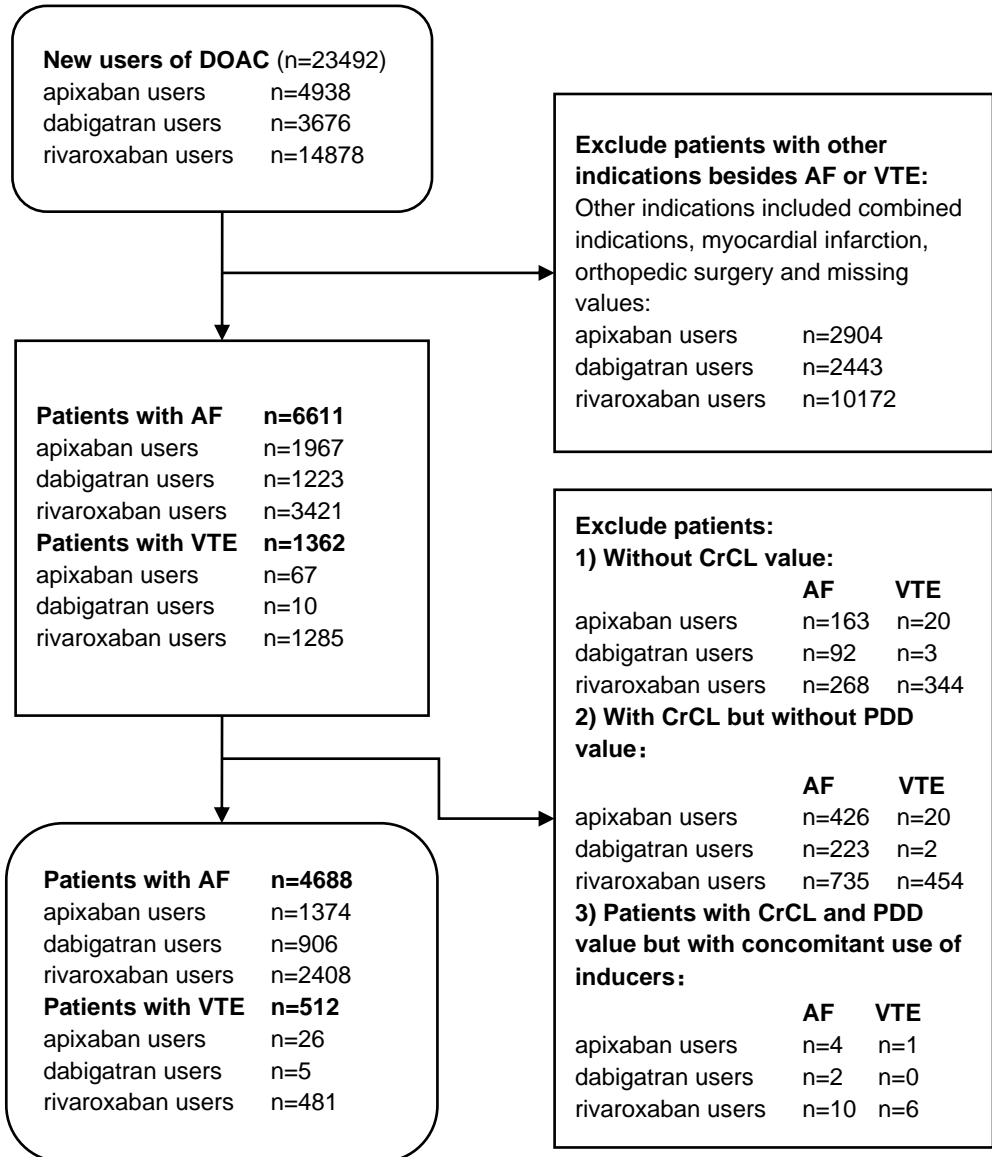 New users of DOAC (n=23492)
apixaban users n=4938
dabigatran users n=3676
rivaroxaban users n=14878
Exclude patients with other
indications besides AF or VTE:
Other indications included combined
indications, myocardial infarction,
orthopedic surgery and missing
values:
apixaban users n=2904
dabigatran users n=2443
rivaroxaban users n=10172
Patients with AF n=6611
apixaban users n=1967
dabigatran users n=1223
rivaroxaban users n=3421
Patients with VTE n=1362
apixaban users n=67
dabigatran users n=10
rivaroxaban users n=1285
Exclude patients:
1) Without CrCL value:
AF VTE
apixaban users n=163 n=20
dabigatran users n=92 n=3
rivaroxaban users n=268 n=344
2) With CrCL but without PDD
value：
AF VTE
apixaban users n=426 n=20
dabigatran users n=223 n=2
rivaroxaban users n=735 n=454
3) Patients with CrCL and PDD
value but with concomitant use of
inducers：
AF VTE
apixaban users n=4 n=1
dabigatran users n=2 n=0
rivaroxaban users n=10 n=6
Patients with AF n=4688
apixaban users n=1374
dabigatran users n=906
rivaroxaban users n=2408
Patients with VTE n=512
apixaban users n=26
dabigatran users n=5
rivaroxaban users n=481